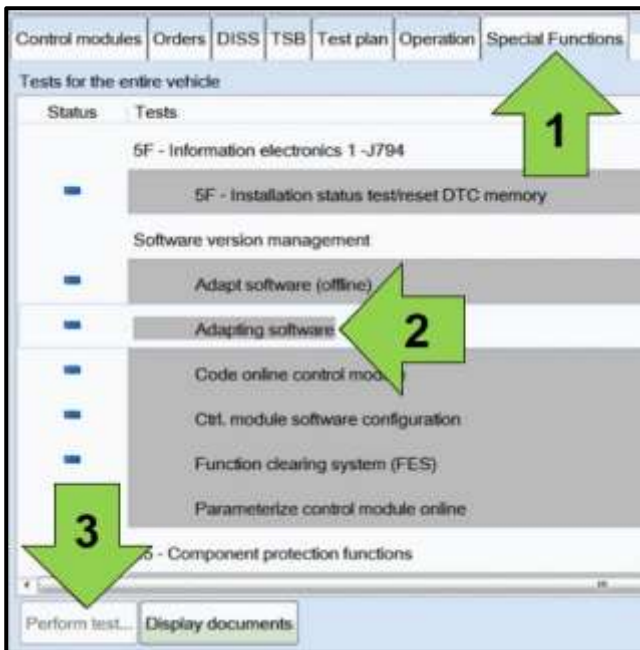 Control modules Orders DISS TSB Test plan Operation Special Functions
Tests for the entire vehicle
Status Tests
1
5F - Information electronics 1 -J794
5F - Installation status test/reset DTC memory
Software version management
Adapt software (offline)
Adapting software
2
Code online control
Ctrl. module software configuration
Function clearing system (FES)
Parameterize control module online
3
- Component protection functions
Perform test... Display documents